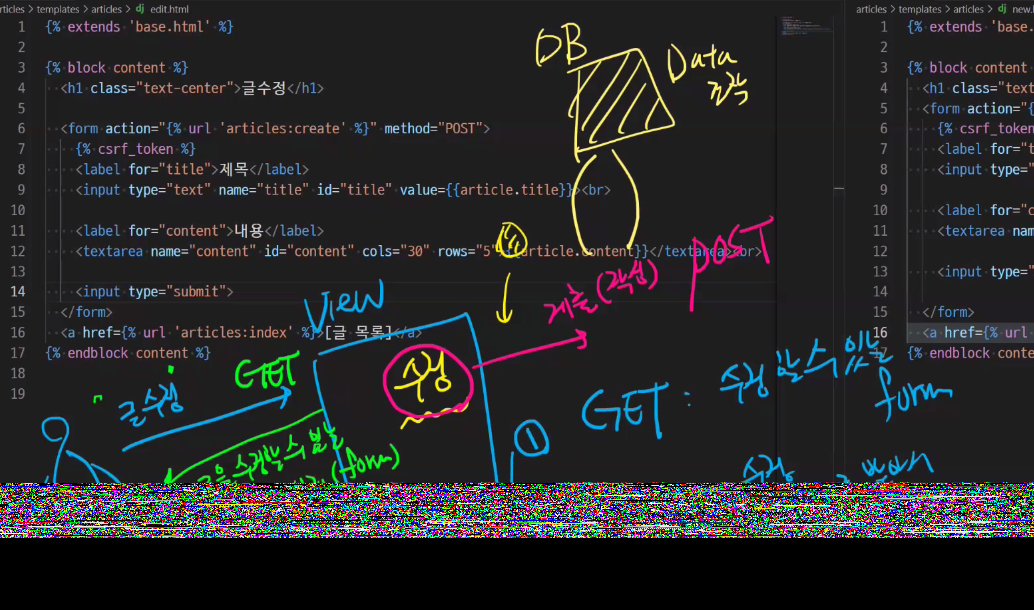 articles > templates > articles > dj edit.html
1 {% extends 'base.html' %}
2
3 {% block content %}
4 <h1 class="text-center">글수정</h1>
5
6 <form action="{% url 'articles:create' %}" method="POST">
7 {% csrf_token %}
8 <label for="title">제목</label>
9 <input type="text" name="title" id="title" value={{article.title}}><br>
10
11 <label for="content">내용</label>
12 <textarea name="content" id="content" cols="30" rows="5">{{article.content}}</textarea><br>
13
14 <input type="submit">
15 </form>
16 <a href={% url 'articles:index' %}>[글 목록]</a>
17 {% endblock content %}
18
19
articles > templates > articles > dj new.h
1 {% extends 'base.
2
3 {% block content
4 <h1 class="text
5 <form action="{
6 {% csrf_token
7 <label for="t
8 <input type="
9
10 <label for="c
11 <textarea nam
12
13 <input type="
14
15 </form>
16 <a href={% url
17 {% endblock conte
DB
Data
View
수정
제출(작성)
POST
글수정
GET
글을 수정할 수 있는
(form)
①
GET : 수정 할 수 있는
form
수정